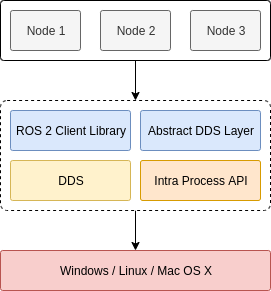 Node 1
Node 2
Node 3
ROS 2 Client Library
Abstract DDS Layer
DDS
Intra Process API
Windows / Linux / Mac OS X